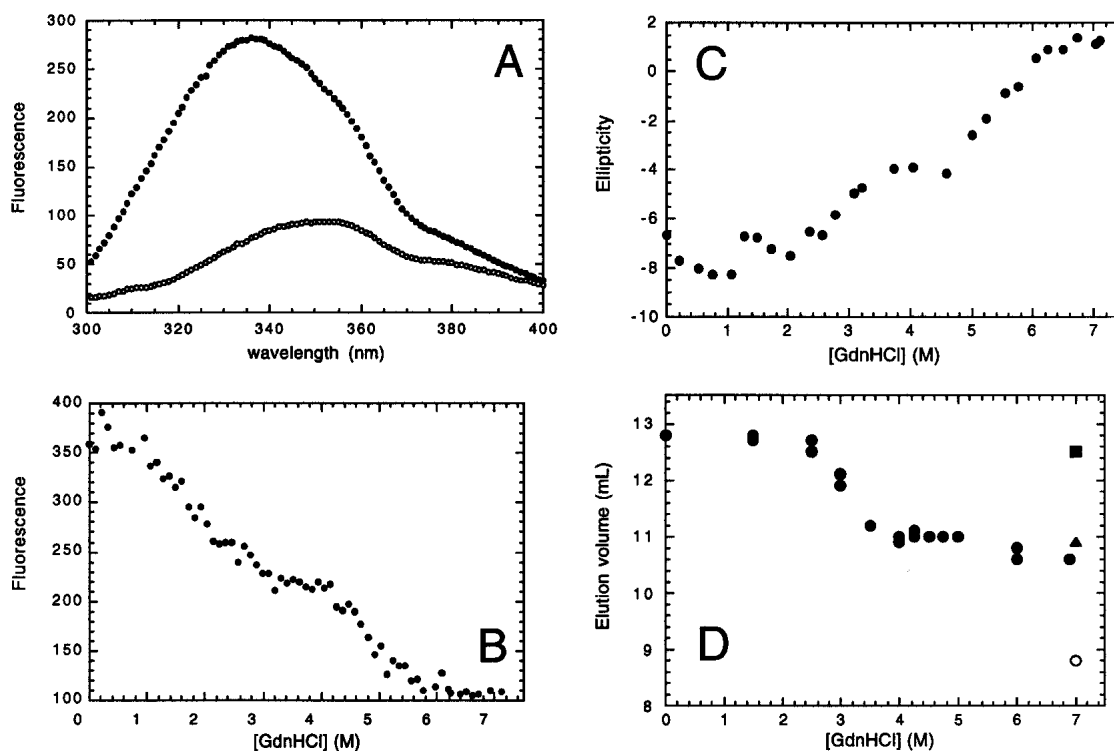 A
300
250
200
150
100
50
0
Fluorescence
300 320 340 360 380 400
wavelength (nm)
C
2
0
-2
-4
-6
-8
-10
Ellipticity
0 1 2 3 4 5 6 7
[GdnHCl] (M)
B
400
350
300
250
200
150
100
Fluorescence
0 1 2 3 4 5 6 7
[GdnHCl] (M)
D
13
12
11
10
9
8
Elution volume (mL)
0 1 2 3 4 5 6 7
[GdnHCl] (M)